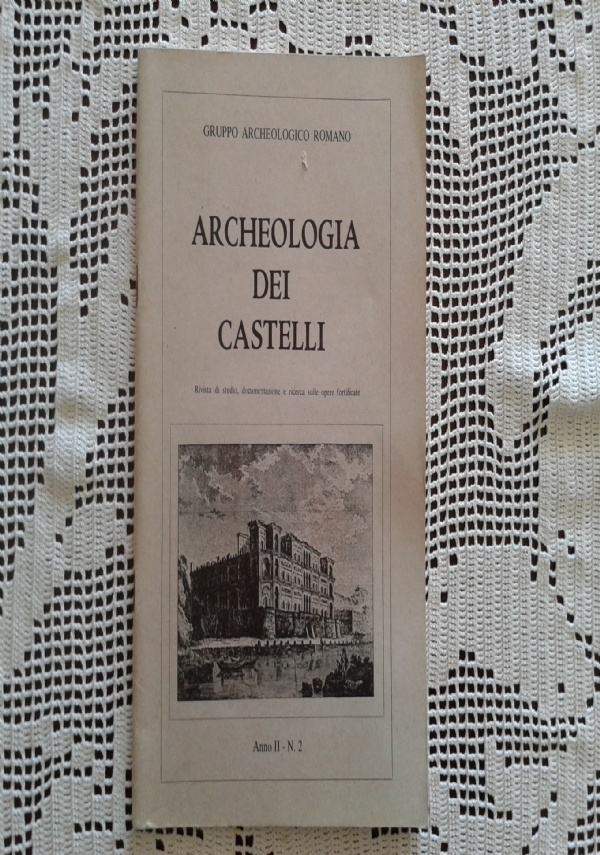 GRUPPO ARCHEOLOGICO ROMANO
ARCHEOLOGIA
DEI
CASTELLI
Rivista di studio, documentazione e ricerca sulle opere fortificate
Anno II - N. 2